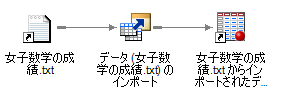 女子数学の成
績.txt
データ (女子数
学の成績.txt) の
インポート
女子数学の成
績.txt からイン
ポートされたデ...